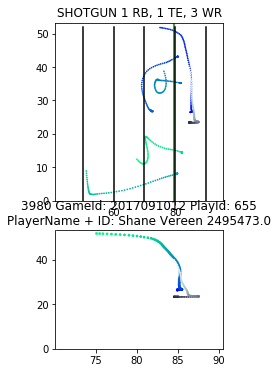 SHOTGUN 1 RB, 1 TE, 3 WR
50
40
30
20
10
0
60 80
3980 GameId: 2017091012 PlayId: 655
PlayerName + ID: Shane Vereen 2495473.0
40
20
0
75 80 85 90